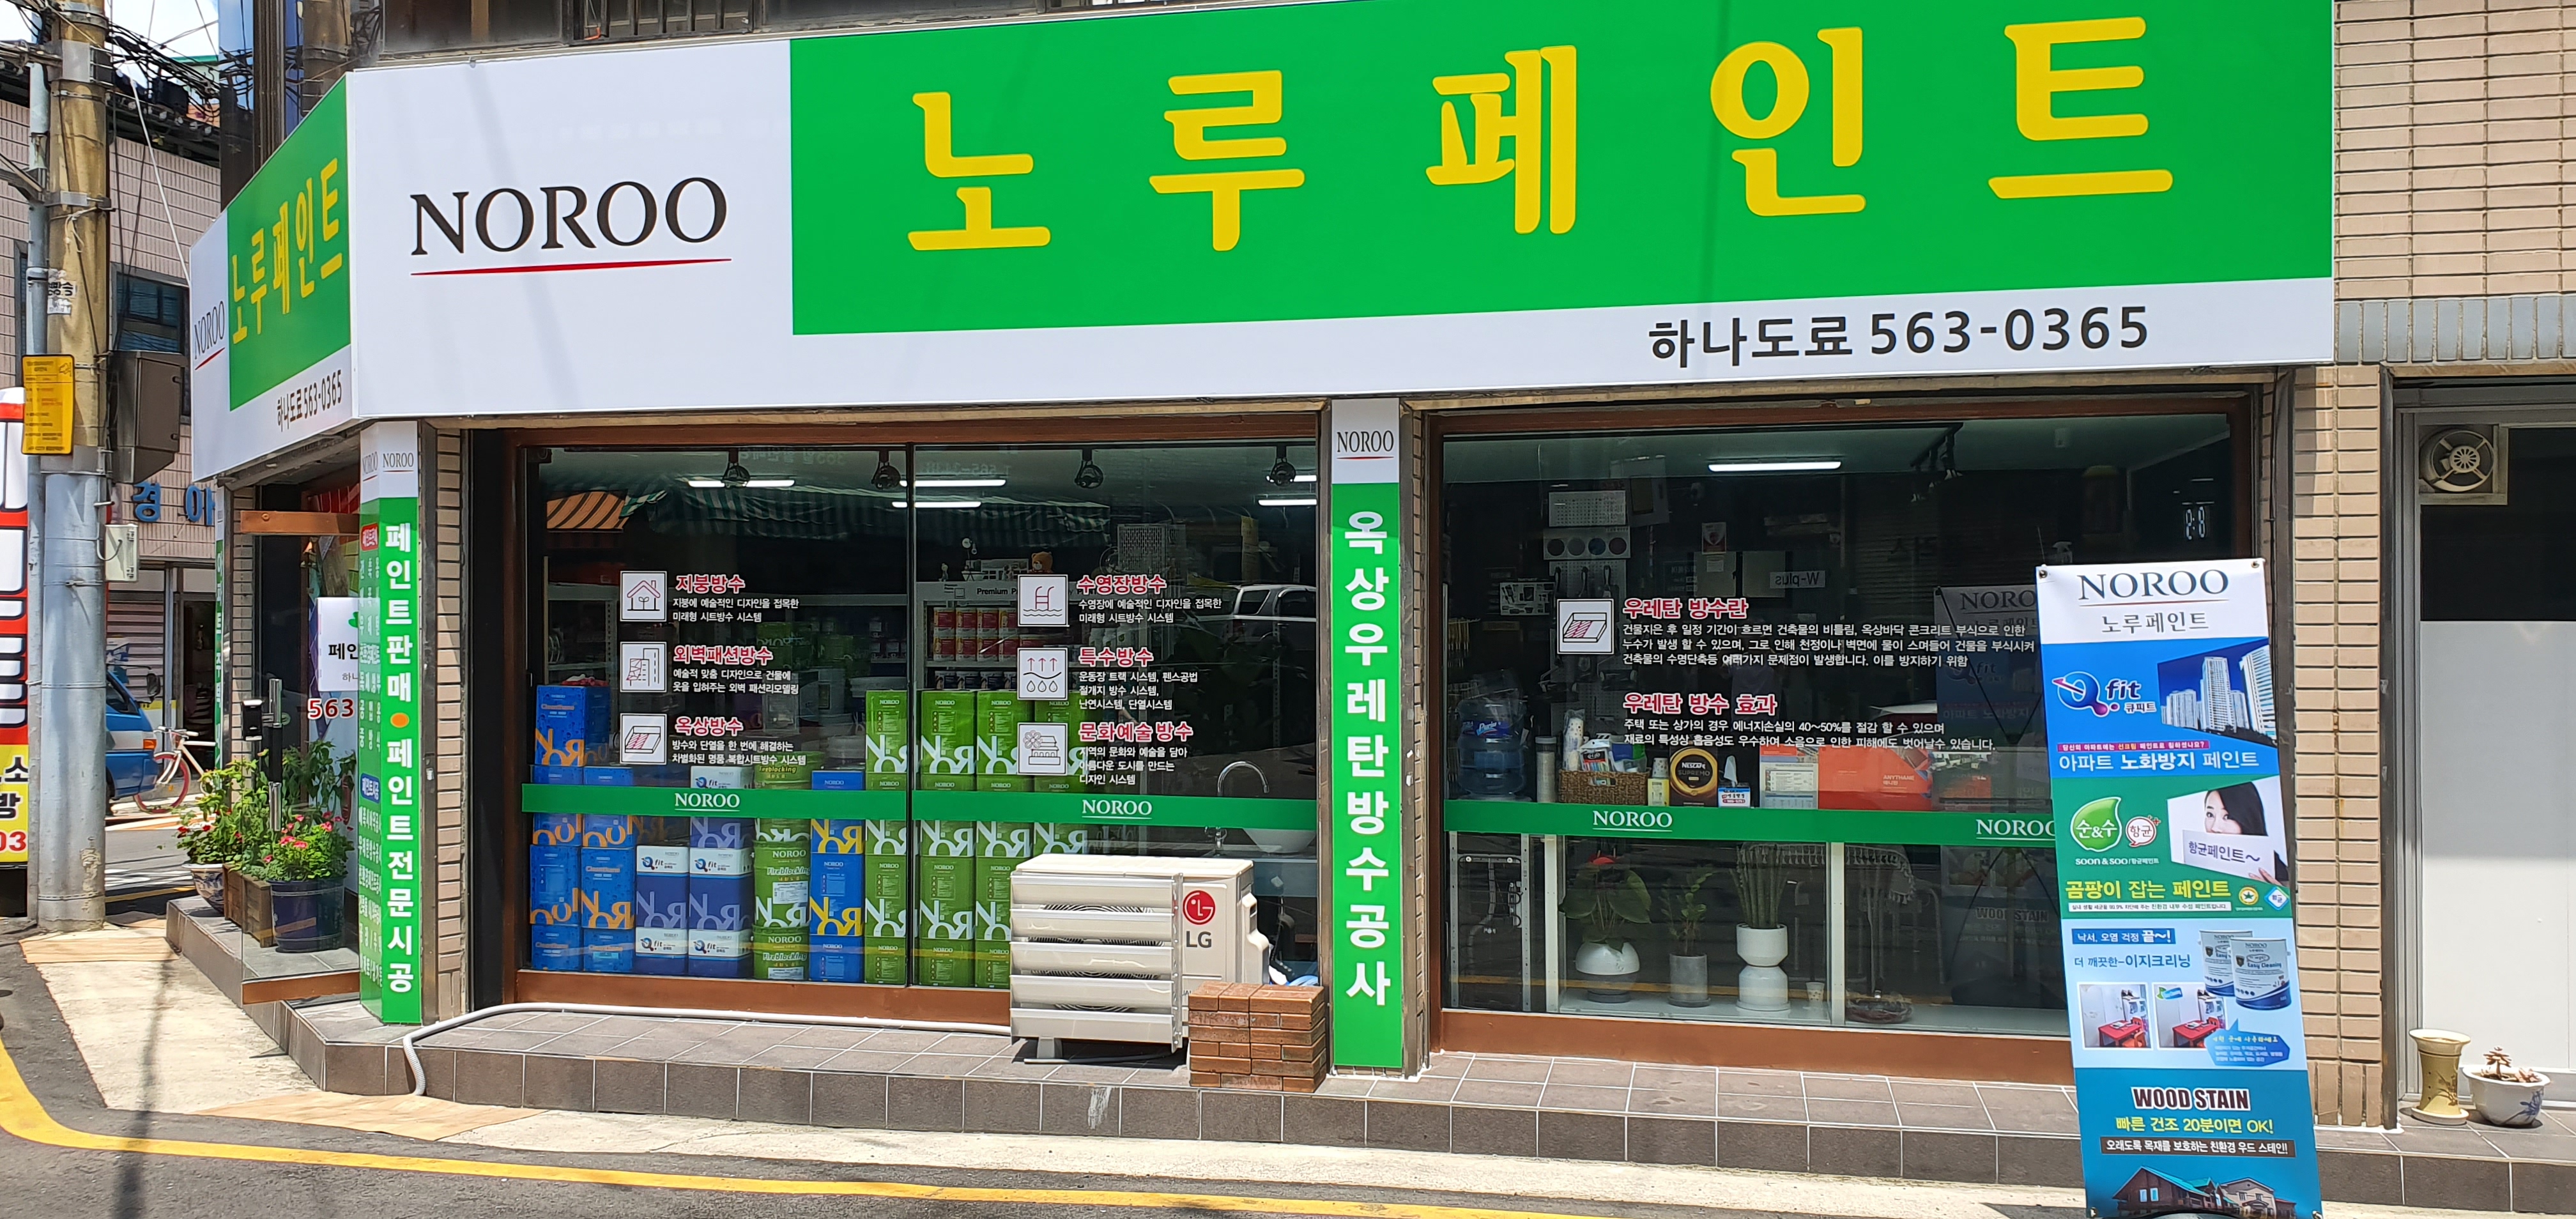 NOROO
노루페인트
하나도료 563-0365
NOROO
노루페인트
하나도료 563-0365
경아
NOROO
NOROO
페인트판매 ● 페인트전문시공
563
NOROO
옥상우레탄방수공사
지붕방수
지붕에 예술적인 디자인을 접목한
미래형 시트방수 시스템
외벽패션방수
예술적 맞춤 디자인으로 건물에
옷을 입혀주는 외벽 패션리모델링
옥상방수
방수와 단열을 한 번에 해결하는
차별화된 명품 복합시트방수 시스템
수영장방수
수영장에 예술적인 디자인을 접목한
미래형 시트방수 시스템
특수방수
운동장 트랙 시스템, 펜스공법
절개지 방수 시스템,
난연시스템, 단열시스템
문화예술방수
지역의 문화와 예술을 담아
아름다운 도시를 만드는
디자인 시스템
Premium
NOROO
NOROO
LG
우레탄 방수란
건물지은 후 일정 기간이 흐르면 건축물의 비틀림, 옥상바닥 콘크리트 부식으로 인한
누수가 발생 할 수 있으며, 그로 인해 천정이나 벽면에 물이 스며들어 건물을 부식시켜
건축물의 수명단축등 여러가지 문제점이 발생합니다. 이를 방지하기 위함
우레탄 방수 효과
주택 또는 상가의 경우 에너지손실의 40~50%를 절감 할 수 있으며
재료의 특성상 흡음성도 우수하여 소음으로 인한 피해에도 벗어날수 있습니다.
W-plus
NESCAFE
SUPREMO
NOROO
NOROO
NOROO
노루페인트
Q fit
큐피트
아파트 노화방지 페인트
순&수
항균
soon & soo 항균페인트
항균페인트~
곰팡이 잡는 페인트
낙서, 오염 걱정 끝~!
더 깨끗한-이지크리닝
WOOD STAIN
빠른 건조 20분이면 OK!
오래도록 목재를 보호하는 친환경 우드 스테인!